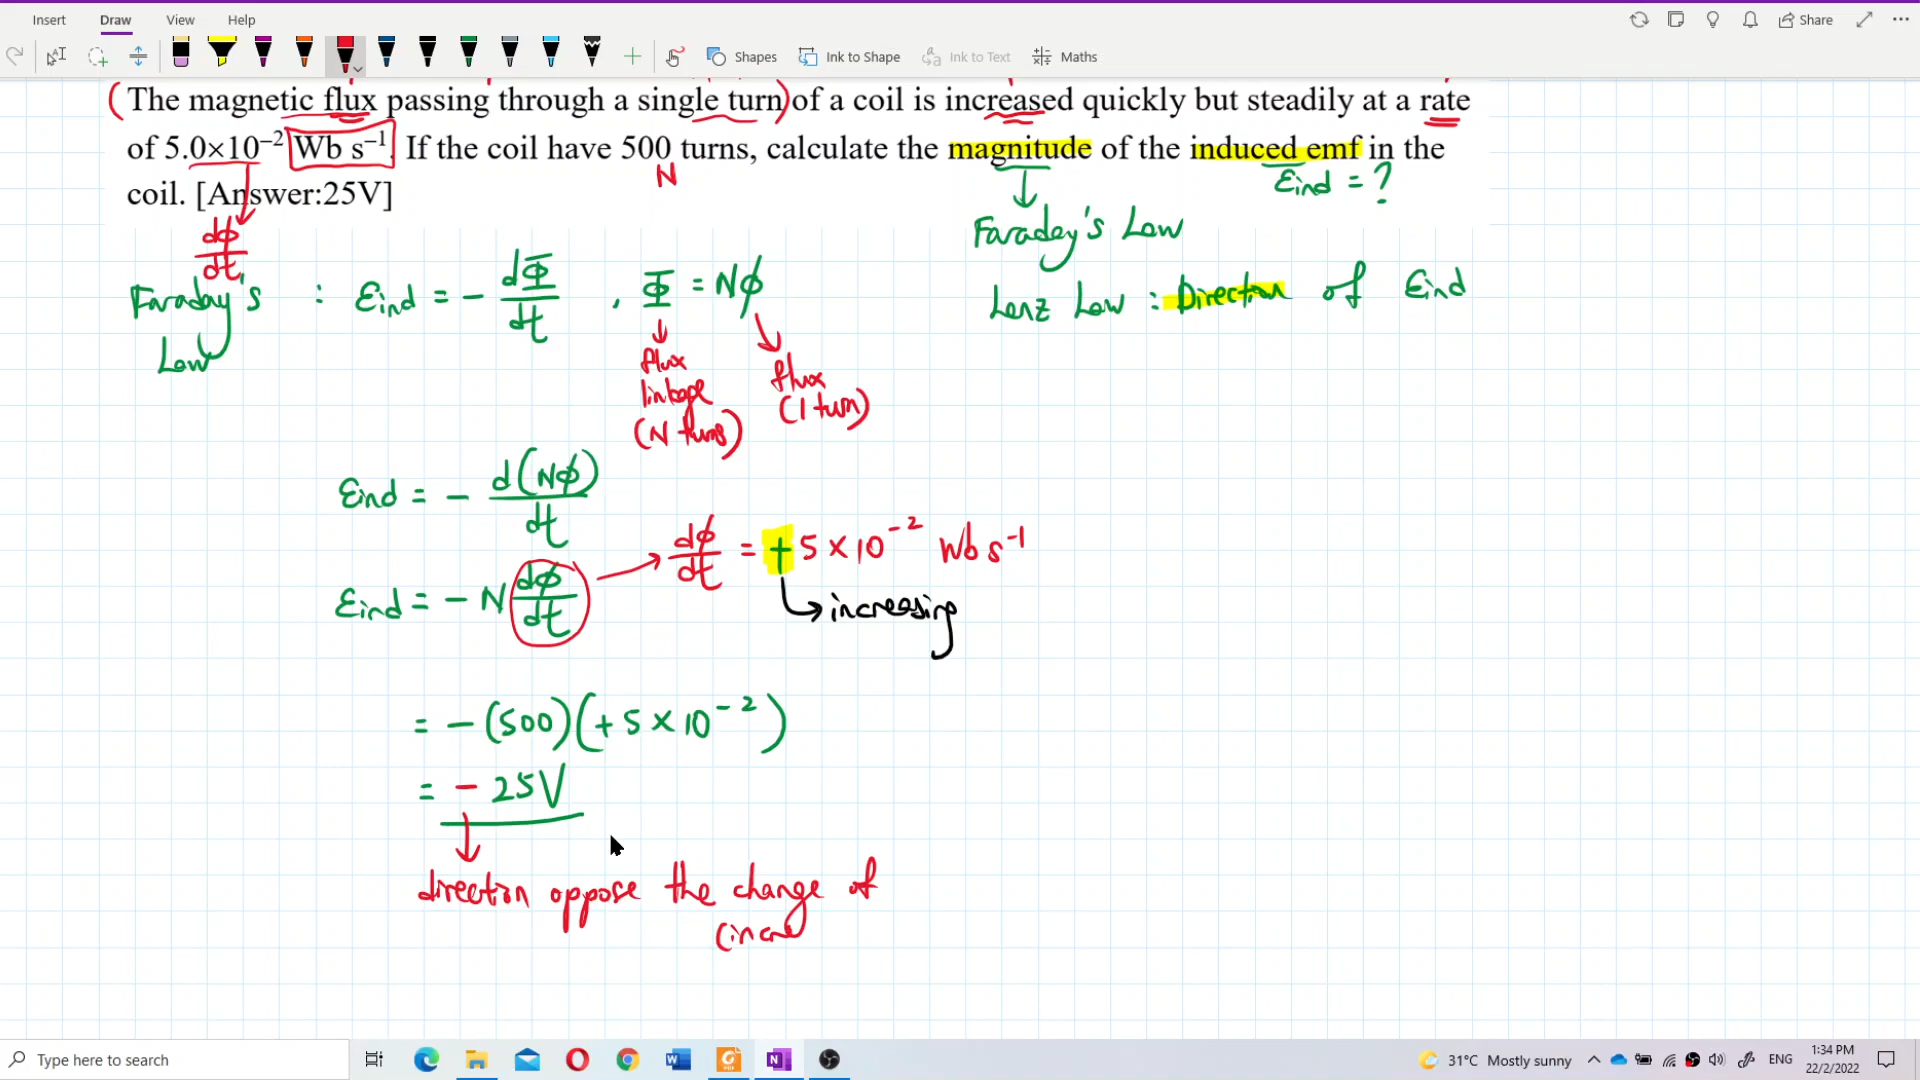 Insert Draw View Help
Share
Shapes Ink to Shape Ink to Text Maths
(The magnetic flux passing through a single turn) of a coil is increased quickly but steadily at a rate
of 5.0×10⁻² Wb s⁻¹. If the coil have 500 turns, calculate the magnitude of the induced emf in the
N
Eind = ?
coil. [Answer:25V]
dϕ/dt
Faraday's Law
Faraday's Law : Eind = - dΦ/dt , Φ = Nϕ
Lenz Law : Direction of Eind
flux linkage (N turns)
flux (1 turn)
Eind = - d(Nϕ)/dt
Eind = - N dϕ/dt
dϕ/dt = + 5 × 10⁻² Wb s⁻¹
increasing
= - (500)(+ 5 × 10⁻²)
= - 25V
direction oppose the change of
(incre
Type here to search
31°C Mostly sunny
ENG
1:34 PM
22/2/2022